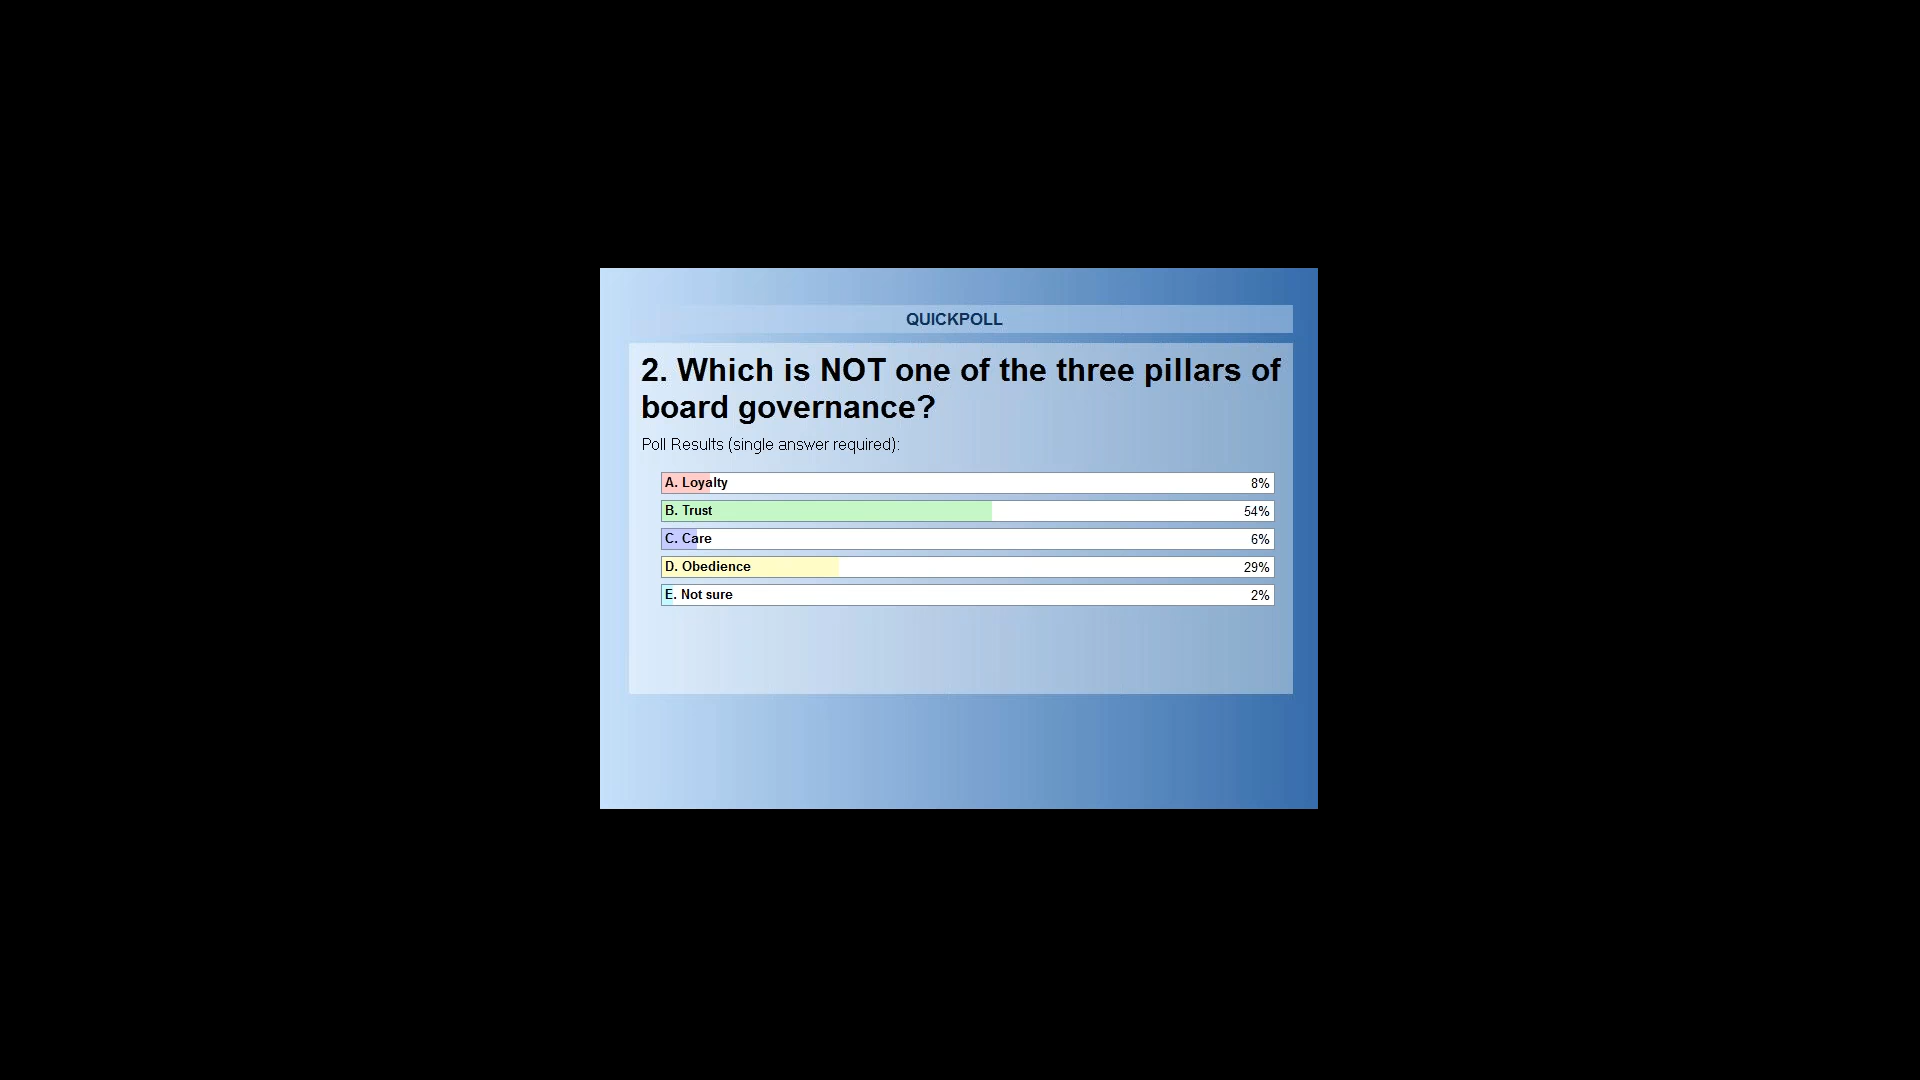 QUICKPOLL
2. Which is NOT one of the three pillars of
board governance?
Poll Results (single answer required):
A. Loyalty 8%
B. Trust 54%
C. Care 6%
D. Obedience 29%
E. Not sure 2%